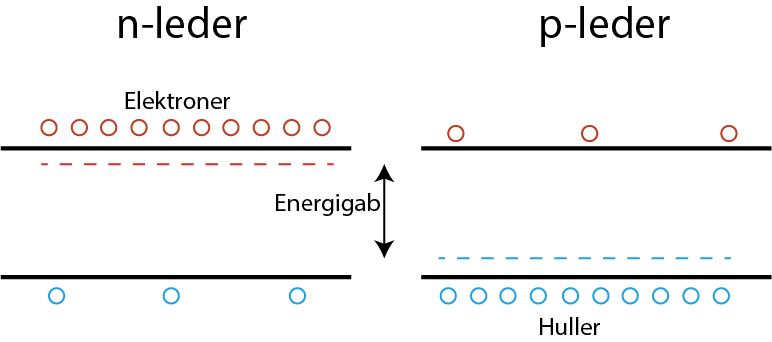 n-leder
p-leder
Elektroner
Energigab
Huller